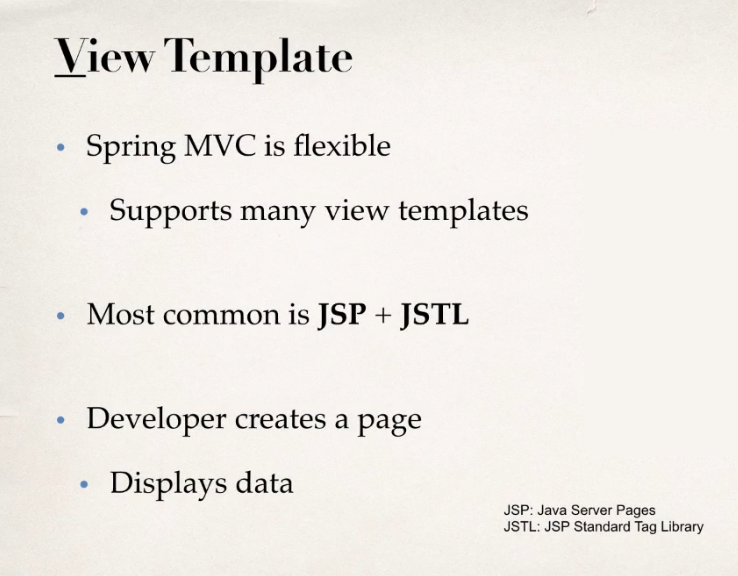 View Template
• Spring MVC is flexible
• Supports many view templates
• Most common is JSP + JSTL
• Developer creates a page
• Displays data
JSP: Java Server Pages
JSTL: JSP Standard Tag Library